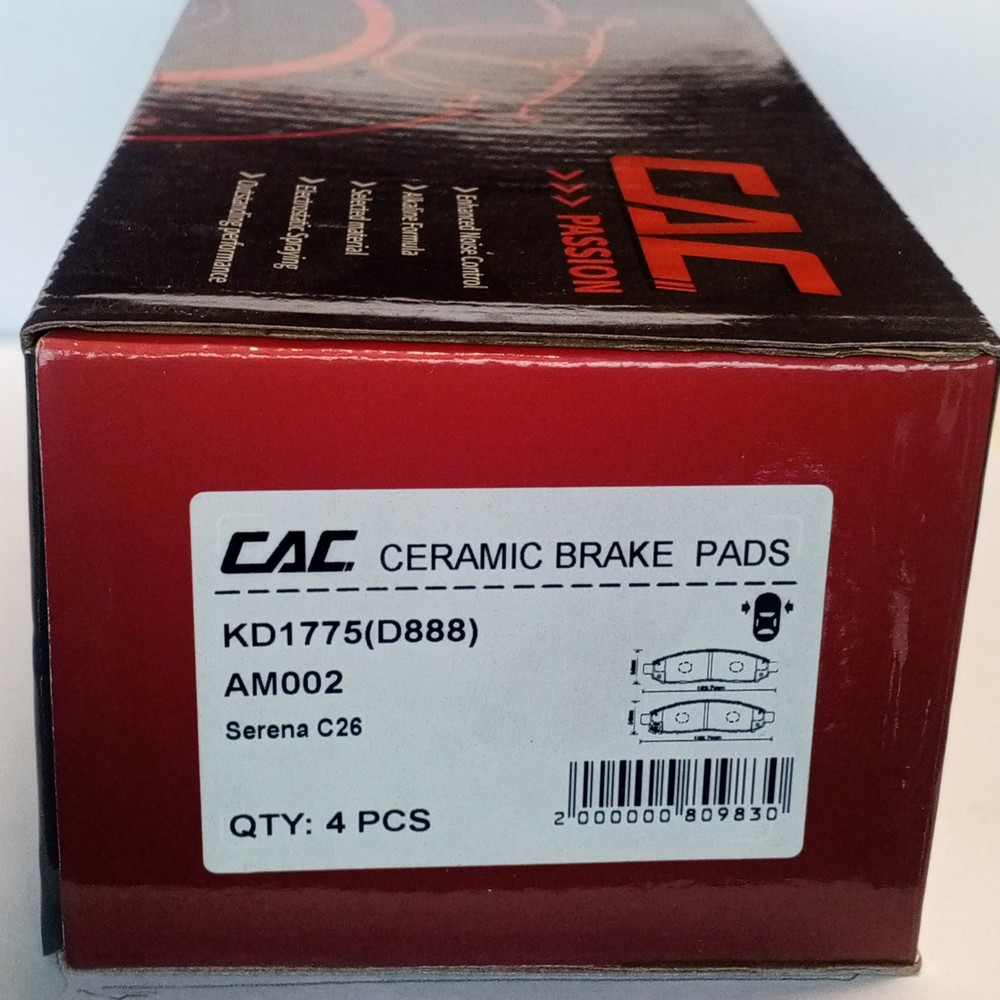 CAC
>>> PASSION
> Enhanced Noise Control
> Alkaline Formula
> Selected material
> Electrostatic Spraying
> Outstanding performance
CAC CERAMIC BRAKE PADS
KD1775(D888)
AM002
Serena C26
QTY: 4 PCS
2 000000 809830